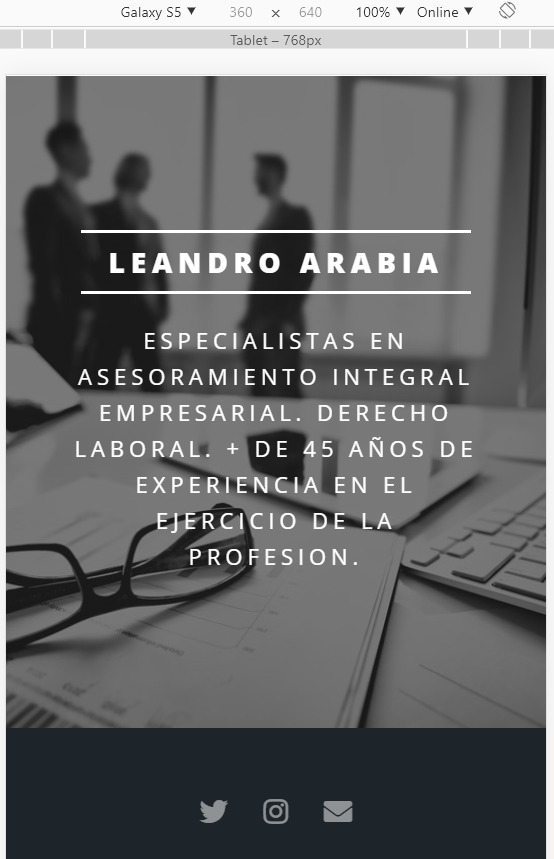 Galaxy S5 ▼ 360 × 640 100% ▼ Online ▼
Tablet – 768px
LEANDRO ARABIA
ESPECIALISTAS EN
ASESORAMIENTO INTEGRAL
EMPRESARIAL. DERECHO
LABORAL. + DE 45 AÑOS DE
EXPERIENCIA EN EL
EJERCICIO DE LA
PROFESION.